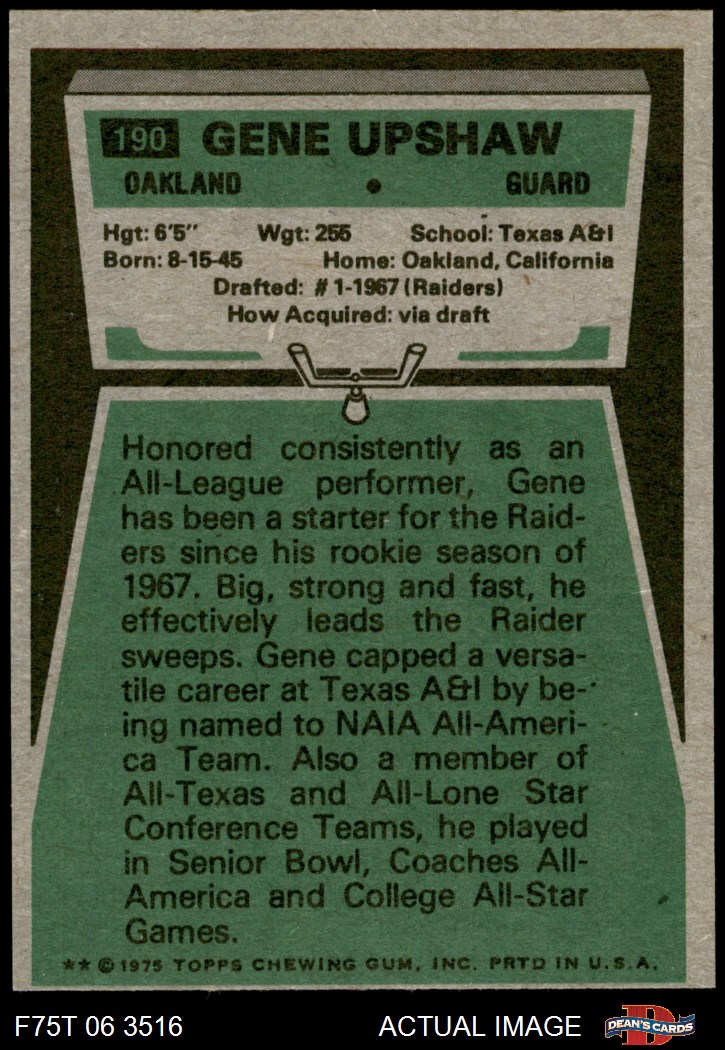 190 GENE UPSHAW
OAKLAND • GUARD
Hgt: 6'5" Wgt: 255 School: Texas A&I
Born: 8-15-45 Home: Oakland, California
Drafted: #1-1967 (Raiders)
How Acquired: via draft
Honored consistently as an
All-League performer, Gene
has been a starter for the Raid-
ers since his rookie season of
1967. Big, strong and fast, he
effectively leads the Raider
sweeps. Gene capped a versa-
tile career at Texas A&I by be-
ing named to NAIA All-Ameri-
ca Team. Also a member of
All-Texas and All-Lone Star
Conference Teams, he played
in Senior Bowl, Coaches All-
America and College All-Star
Games.
** © 1975 TOPPS CHEWING GUM, INC. PRTD IN U.S.A.
F75T 06 3516 ACTUAL IMAGE D DEAN'S CARDS